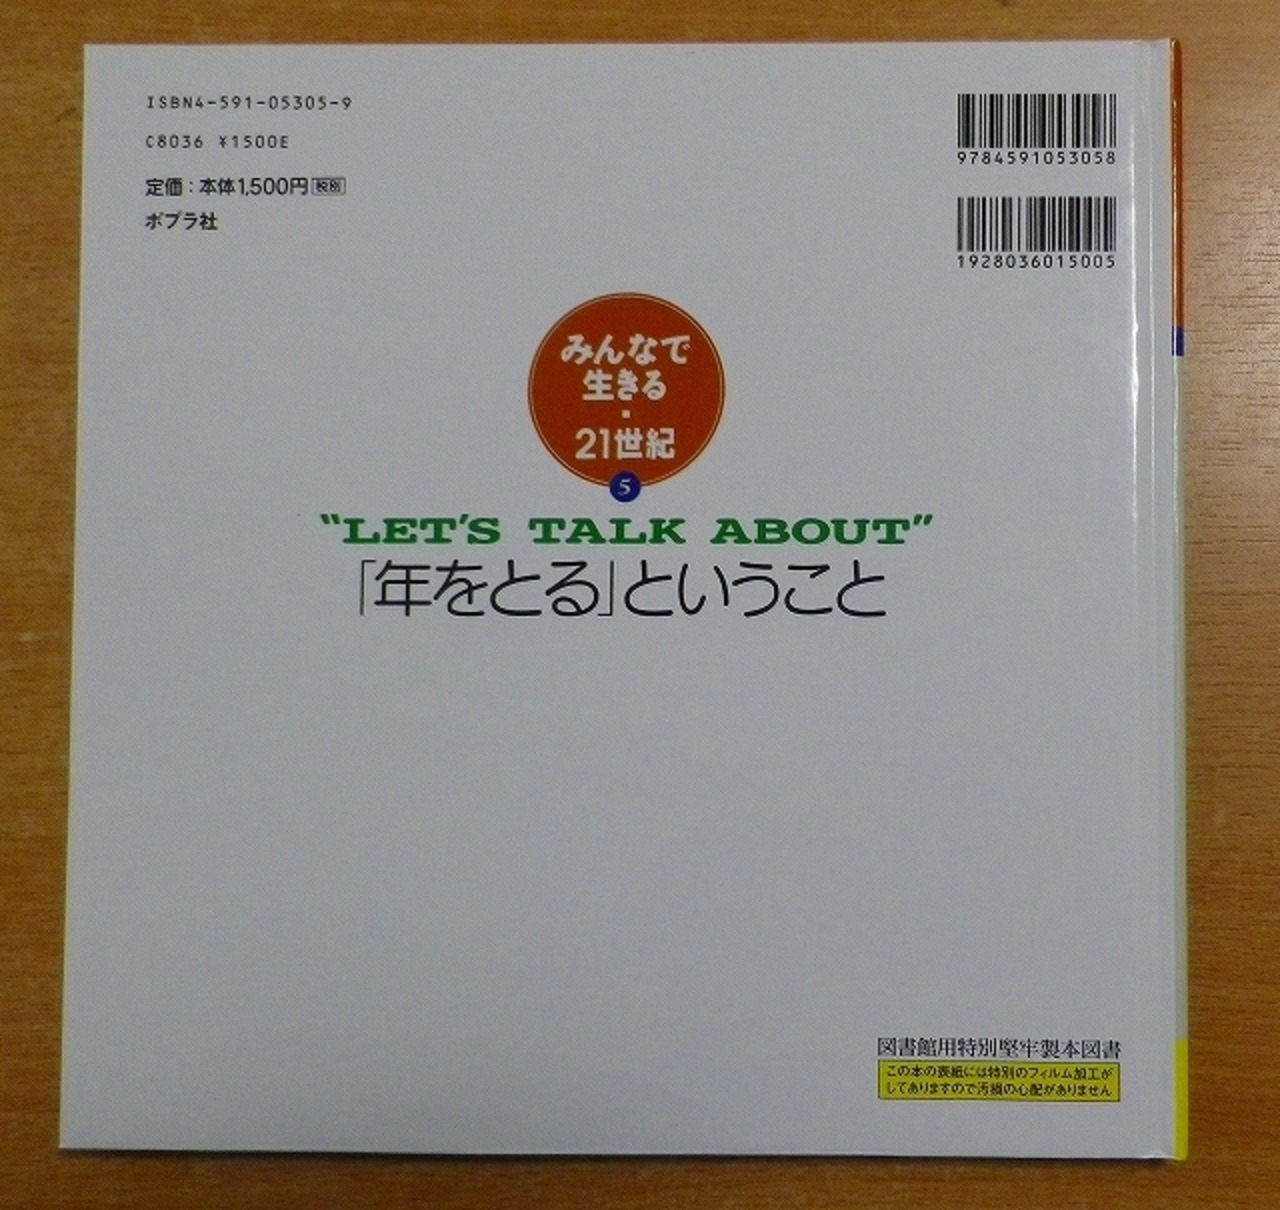 ISBN4-591-05305-9
C8036 ¥1500E
定価：本体1,500円 税別
ポプラ社
9784591053058
1928036015005
みんなで
生きる
・
21世紀
5
"LET'S TALK ABOUT"
「年をとる」ということ
図書館用特別堅牢製本図書
この本の表紙には特別のフィルム加工が
してありますので汚損の心配がありません